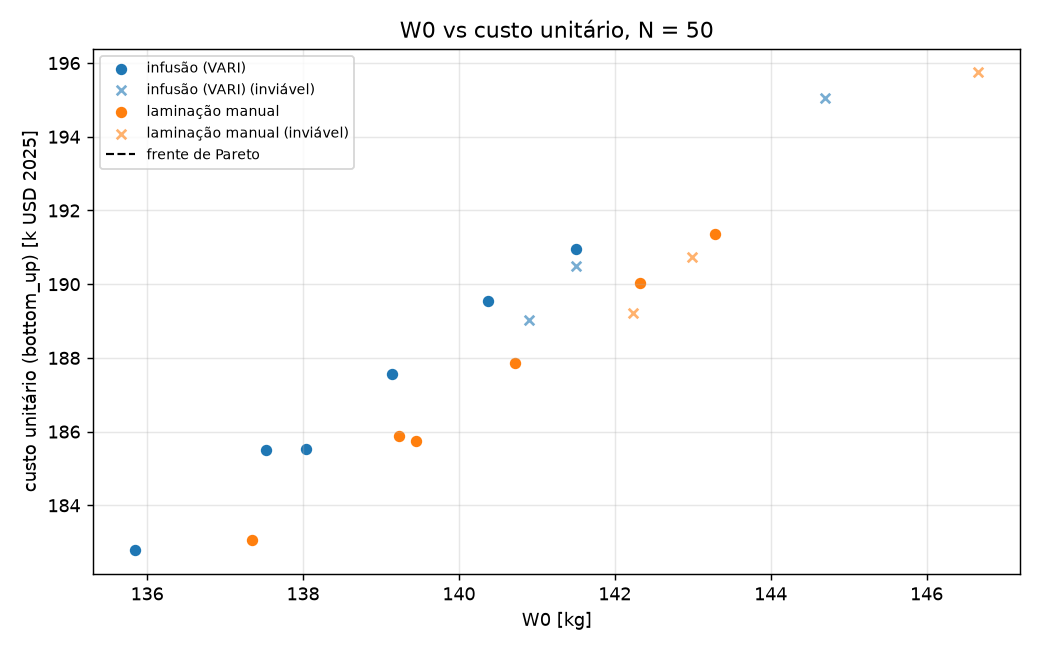 W0 vs custo unitário, N = 50
infusão (VARI)
infusão (VARI) (inviável)
laminação manual
laminação manual (inviável)
frente de Pareto
custo unitário (bottom_up) [k USD 2025]
196
194
192
190
188
186
184
136 138 140 142 144 146
W0 [kg]